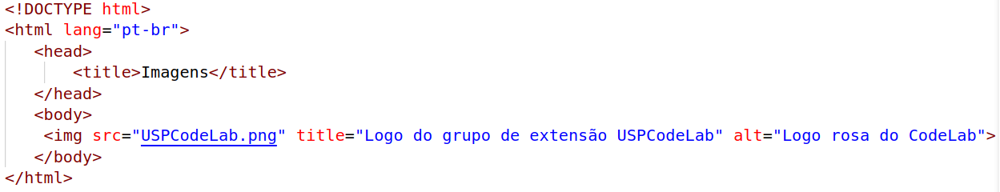 <!DOCTYPE html>
<html lang="pt-br">
<head>
<title>Imagens</title>
</head>
<body>
<img src="USPCodeLab.png" title="Logo do grupo de extensão USPCodeLab" alt="Logo rosa do CodeLab">
</body>
</html>